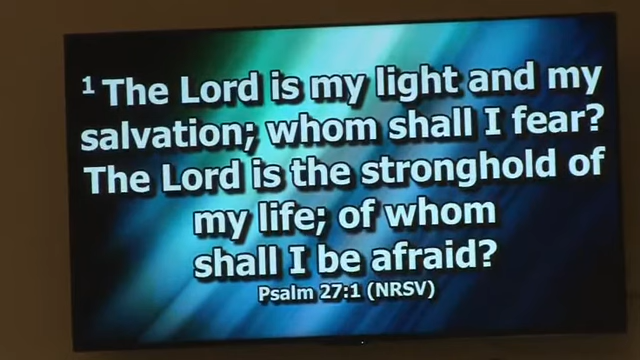 1 The Lord is my light and my
salvation; whom shall I fear?
The Lord is the stronghold of
my life; of whom
shall I be afraid?
Psalm 27:1 (NRSV)